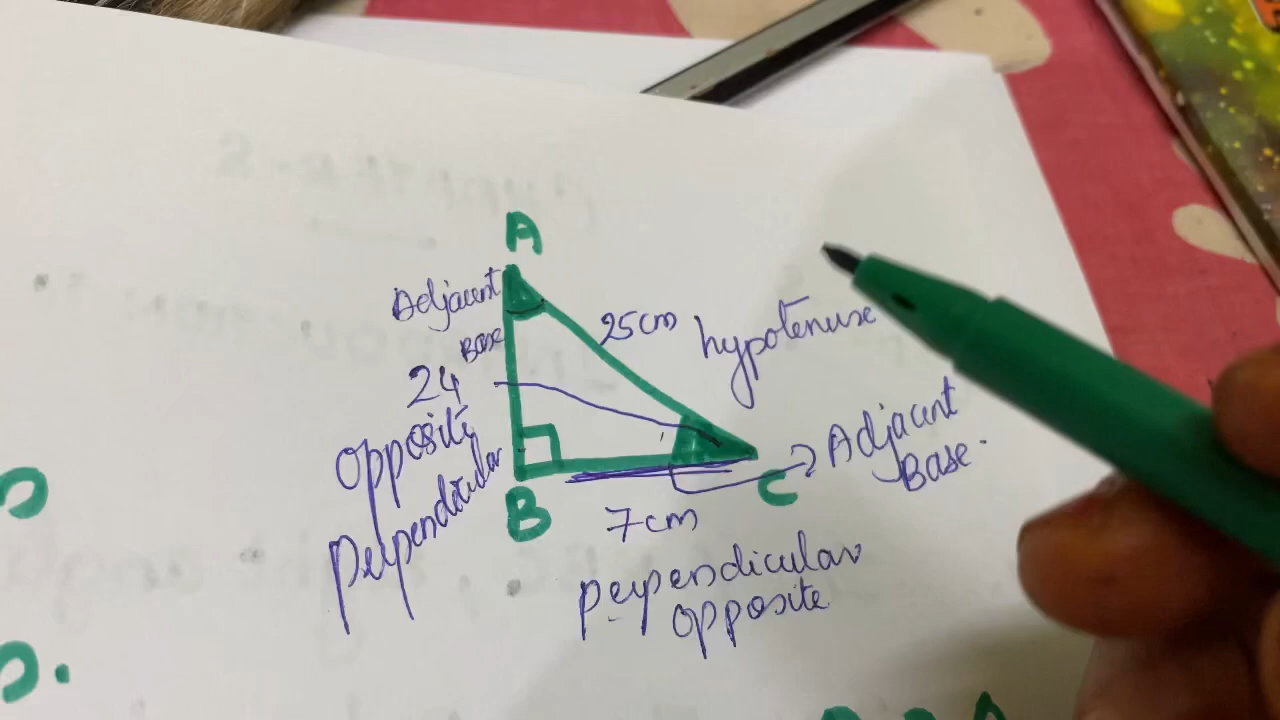 A
Adjacent
Base
24
opposite
perpendicular
25cm
hypotenuse
Adjacent
Base.
B
C
7cm
perpendicular
opposite